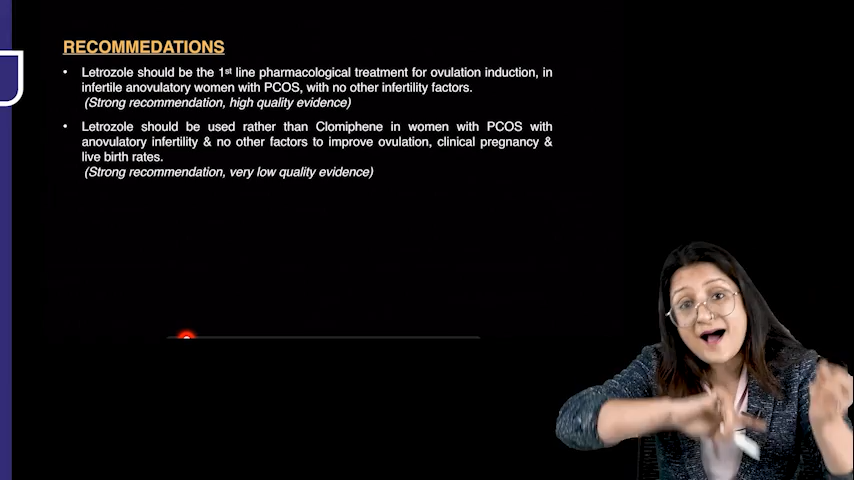 RECOMMEDATIONS
• Letrozole should be the 1st line pharmacological treatment for ovulation induction, in
infertile anovulatory women with PCOS, with no other infertility factors.
(Strong recommendation, high quality evidence)
• Letrozole should be used rather than Clomiphene in women with PCOS with
anovulatory infertility & no other factors to improve ovulation, clinical pregnancy &
live birth rates.
(Strong recommendation, very low quality evidence)